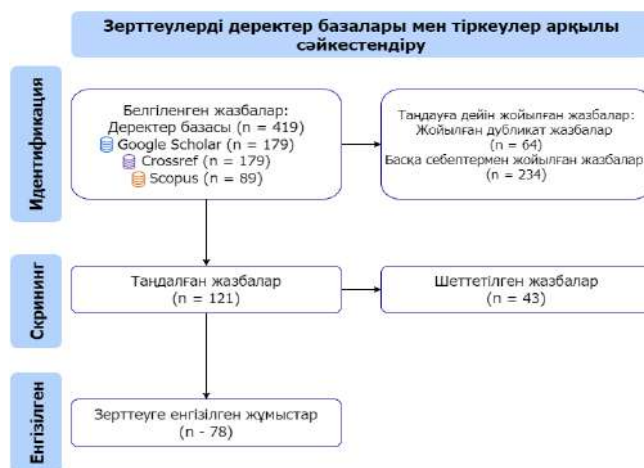 Зерттеулерді деректер базалары мен тіркеулер арқылы
сәйкестендіру
Идентификация
Белгіленген жазбалар:
Деректер базасы (n = 419)
Google Scholar (n = 179)
Crossref (n = 179)
Scopus (n = 89)
Таңдауға дейін жойылған жазбалар:
Жойылған дубликат жазбалар
(n = 64)
Басқа себептермен жойылған жазбалар
(n = 234)
Скрининг
Таңдалған жазбалар
(n = 121)
Шеттетілген жазбалар
(n = 43)
Енгізілген
Зерттеуге енгізілген жұмыстар
(n - 78)